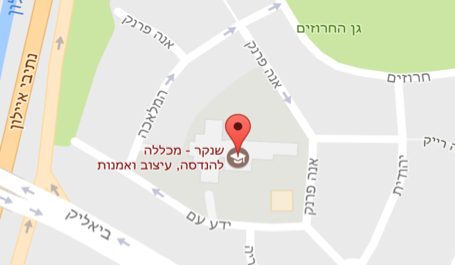 גן החרוזים
אנה פרנק
אנה פרנק
נתיבי איילון
חרוזים
המלאכה
שנקר - מכללה
להנדסה, עיצוב ואמנות
רייק
יהודית
אנה פרנק
ידע עם
ביאליק